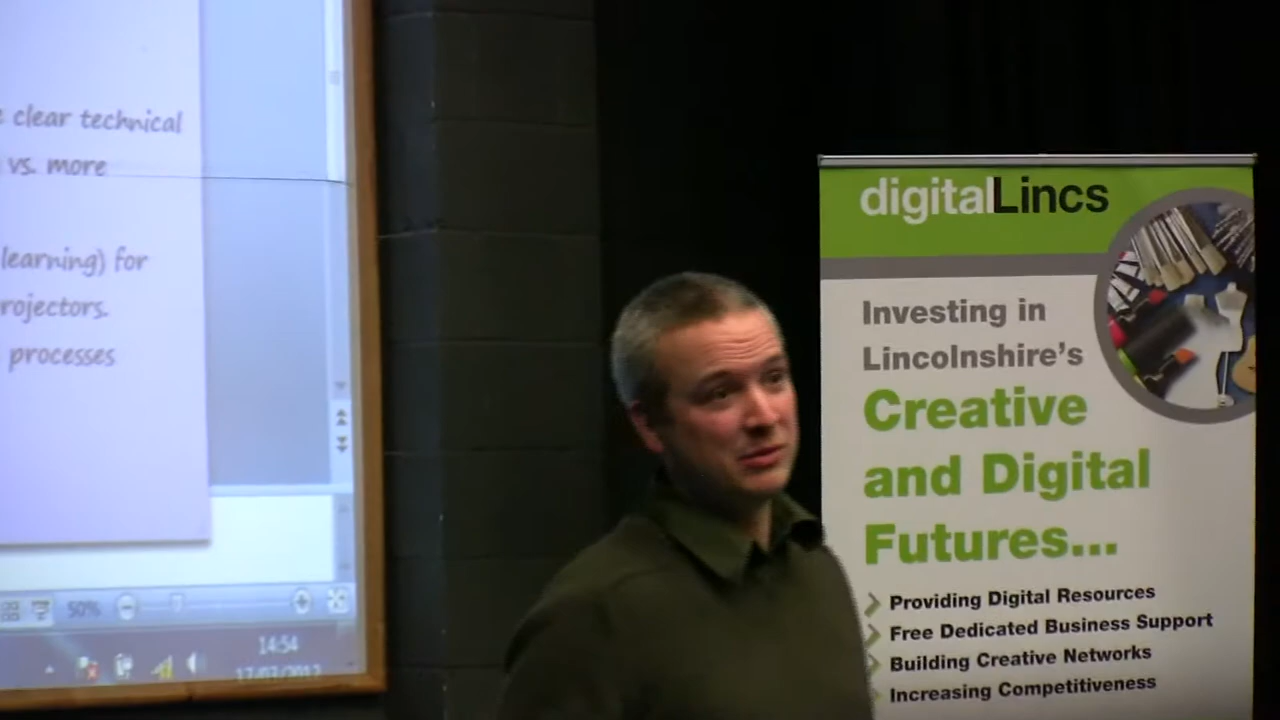 clear technical
vs. more
learning) for
rojectors.
processes
50%
14:54
digitalLincs
Investing in
Lincolnshire's
Creative
and Digital
Futures...
Providing Digital Resources
Free Dedicated Business Support
Building Creative Networks
Increasing Competitiveness